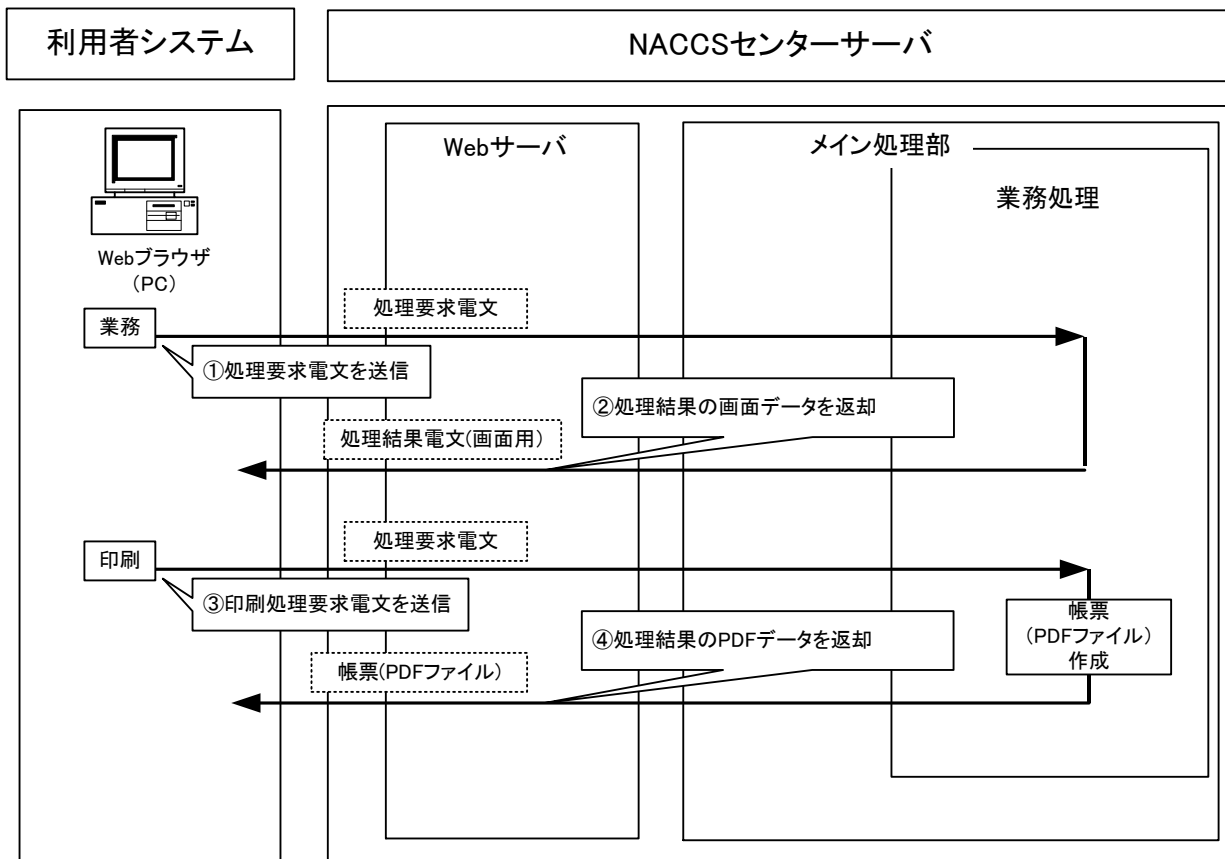 利用者システム
NACCSセンターサーバ
Webサーバ
メイン処理部
業務処理
Webブラウザ
（PC）
処理要求電文
業務
①処理要求電文を送信
②処理結果の画面データを返却
処理結果電文(画面用)
処理要求電文
印刷
③印刷処理要求電文を送信
④処理結果のPDFデータを返却
帳票
（PDFファイル）
作成
帳票(PDFファイル)